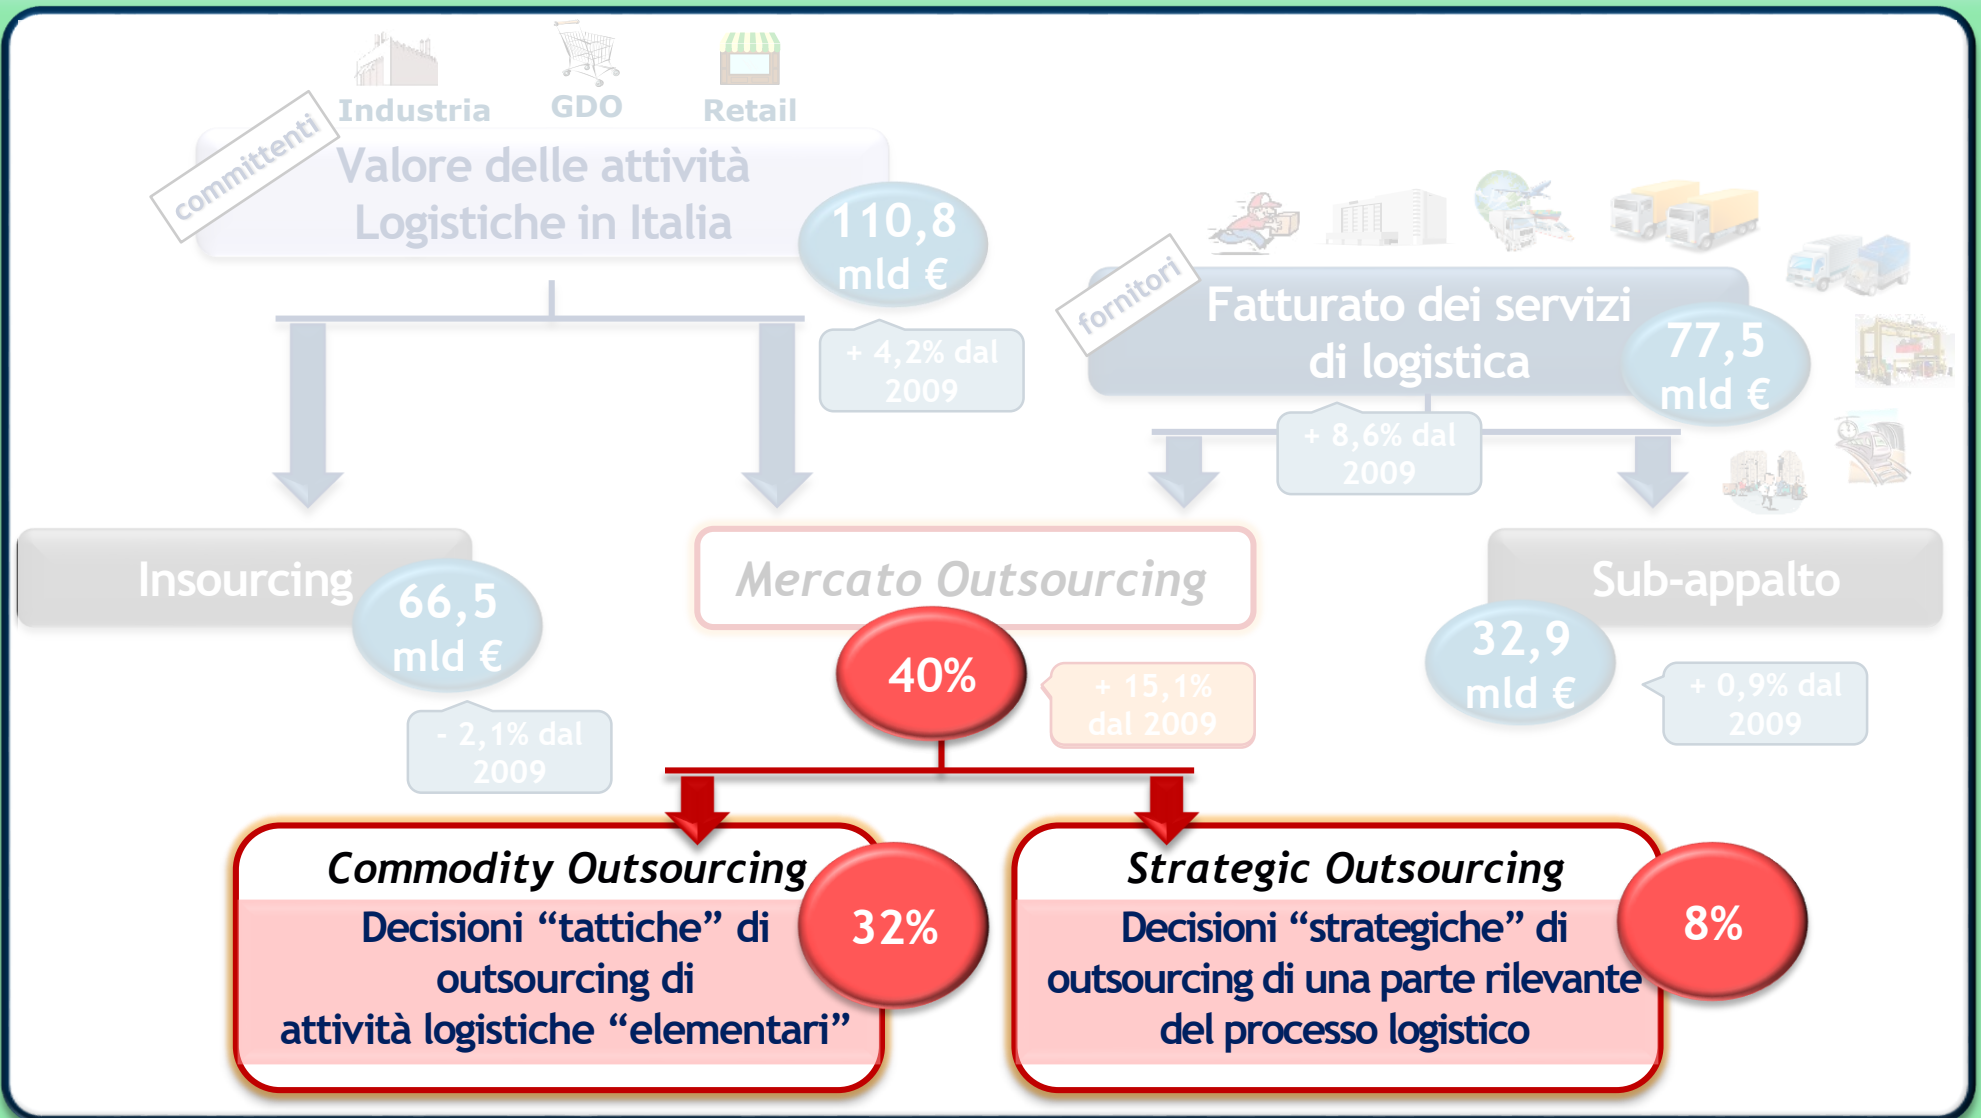 Industria
GDO
Retail
committenti
Valore delle attività
Logistiche in Italia
110,8
mld €
+ 4,2% dal
2009
fornitori
Fatturato dei servizi
di logistica
77,5
mld €
+ 8,6% dal
2009
Insourcing
66,5
mld €
- 2,1% dal
2009
Mercato Outsourcing
40%
+ 15,1%
dal 2009
Sub-appalto
32,9
mld €
+ 0,9% dal
2009
Commodity Outsourcing
32%
Decisioni “tattiche” di
outsourcing di
attività logistiche “elementari”
Strategic Outsourcing
8%
Decisioni “strategiche” di
outsourcing di una parte rilevante
del processo logistico